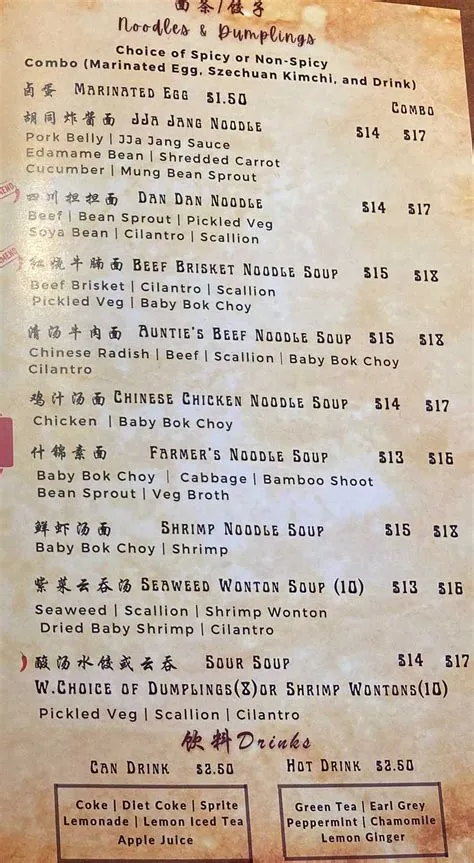 面条/饺子
Noodles & Dumplings
Choice of Spicy or Non-Spicy
Combo (Marinated Egg, Szechuan Kimchi, and Drink)
卤蛋 Marinated Egg $1.50
Combo
胡同炸酱面 JJa Jang Noodle $14 $17
Pork Belly | JJa Jang Sauce
Edamame Bean | Shredded Carrot
Cucumber | Mung Bean Sprout
四川担担面 Dan Dan Noodle $14 $17
Beef | Bean Sprout | Pickled Veg
Soya Bean | Cilantro | Scallion
红烧牛腩面 Beef Brisket Noodle Soup $15 $18
Beef Brisket | Cilantro | Scallion
Pickled Veg | Baby Bok Choy
清汤牛肉面 Auntie's Beef Noodle Soup $15 $18
Chinese Radish | Beef | Scallion | Baby Bok Choy
Cilantro
鸡汁汤面 Chinese Chicken Noodle Soup $14 $17
Chicken | Baby Bok Choy
什锦素面 Farmer's Noodle Soup $13 $16
Baby Bok Choy | Cabbage | Bamboo Shoot
Bean Sprout | Veg Broth
鲜虾汤面 Shrimp Noodle Soup $15 $18
Baby Bok Choy | Shrimp
紫菜云吞汤 Seaweed Wonton Soup (10) $13 $16
Seaweed | Scallion | Shrimp Wonton
Dried Baby Shrimp | Cilantro
酸汤水饺或云吞 Sour Soup $14 $17
W.Choice of Dumplings(8)or Shrimp Wontons(10)
Pickled Veg | Scallion | Cilantro
饮料Drinks
Can Drink $2.50 Hot Drink $2.50
Coke | Diet Coke | Sprite
Lemonade | Lemon Iced Tea
Apple Juice
Green Tea | Earl Grey
Peppermint | Chamomile
Lemon Ginger